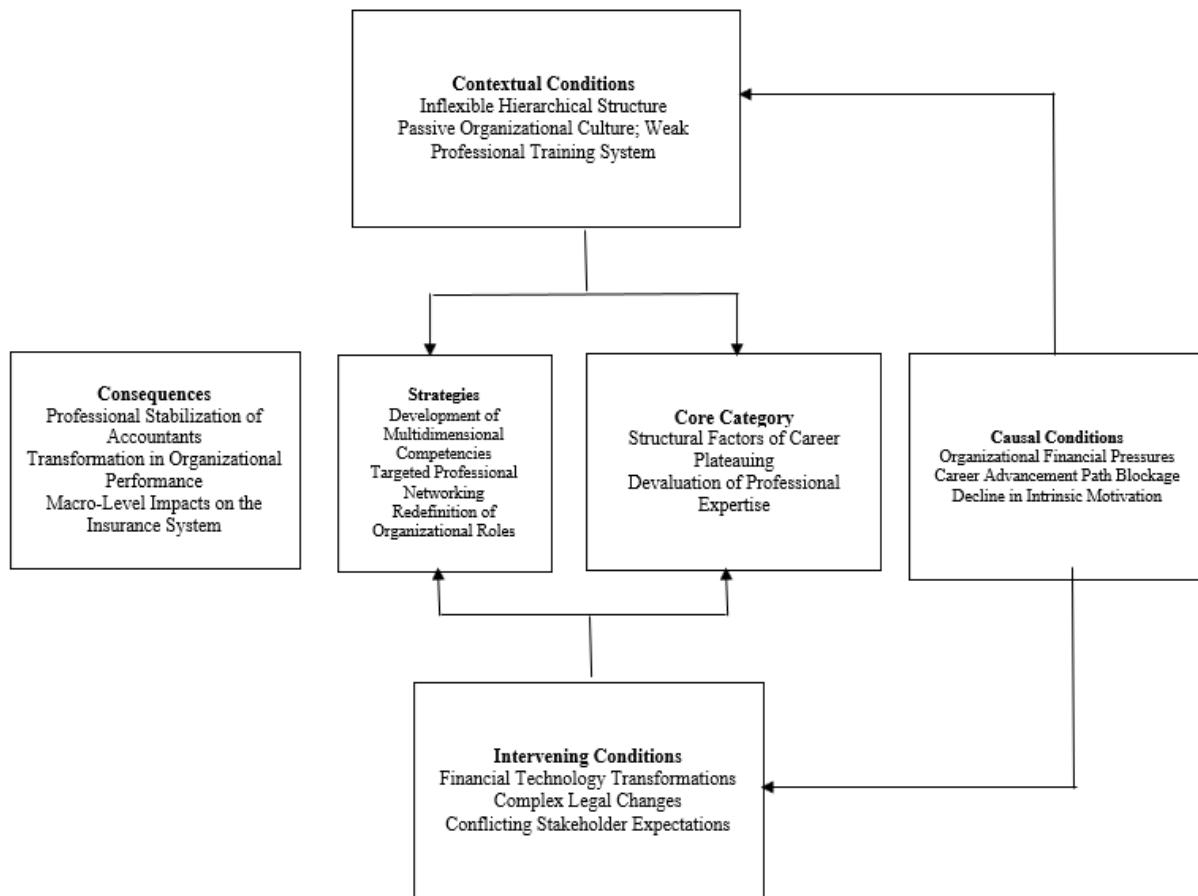 Contextual Conditions
Inflexible Hierarchical Structure
Passive Organizational Culture; Weak
Professional Training System
Consequences
Professional Stabilization of
Accountants
Transformation in Organizational
Performance
Macro-Level Impacts on the
Insurance System
Strategies
Development of
Multidimensional
Competencies
Targeted Professional
Networking
Redefinition of
Organizational Roles
Core Category
Structural Factors of Career
Plateauing
Devaluation of Professional
Expertise
Causal Conditions
Organizational Financial Pressures
Career Advancement Path Blockage
Decline in Intrinsic Motivation
Intervening Conditions
Financial Technology Transformations
Complex Legal Changes
Conflicting Stakeholder Expectations